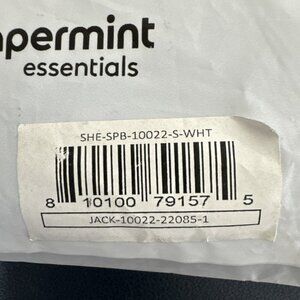 permint
essentials
SHE-SPB-10022-S-WHT
8 10100 79157 5
JACK-10022-22085-1